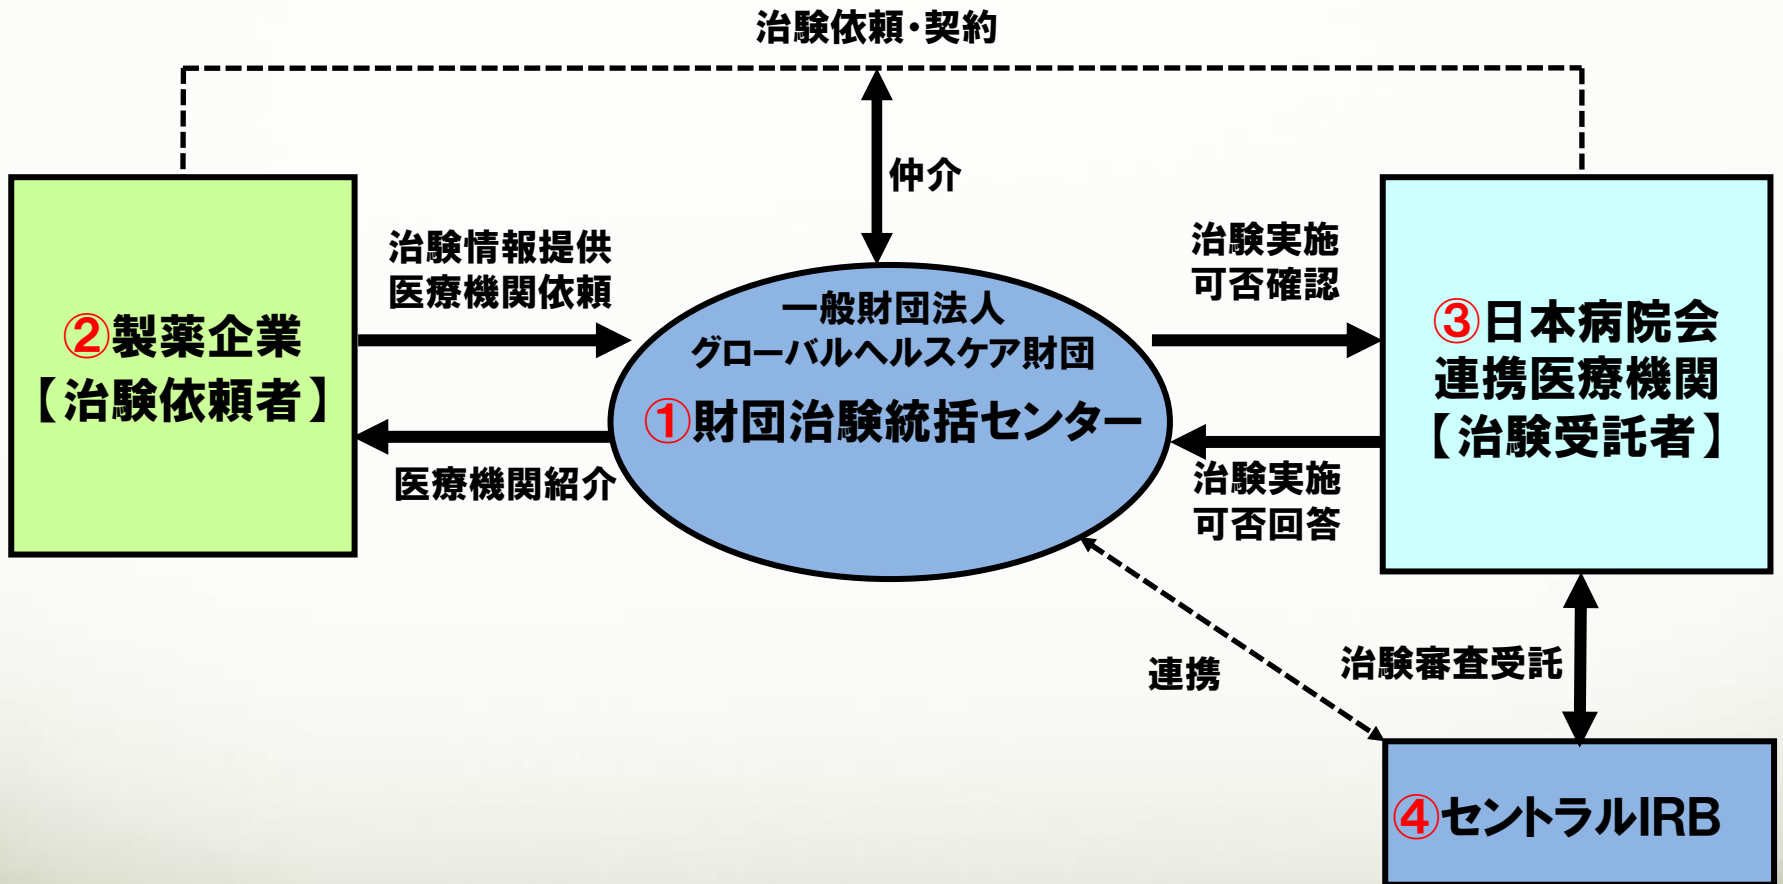 治験依頼・契約
仲介
治験情報提供
医療機関依頼
治験実施
可否確認
②製薬企業
【治験依頼者】
一般財団法人
グローバルヘルスケア財団
①財団治験統括センター
③日本病院会
連携医療機関
【治験受託者】
医療機関紹介
治験実施
可否回答
連携
治験審査受託
④セントラルIRB